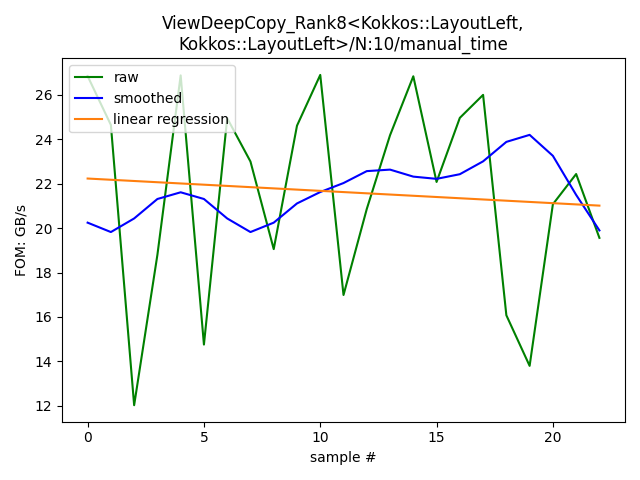 ViewDeepCopy_Rank8<Kokkos::LayoutLeft,
Kokkos::LayoutLeft>/N:10/manual_time
raw
smoothed
linear regression
FOM: GB/s
26
24
22
20
18
16
14
12
0
5
10
15
20
sample #